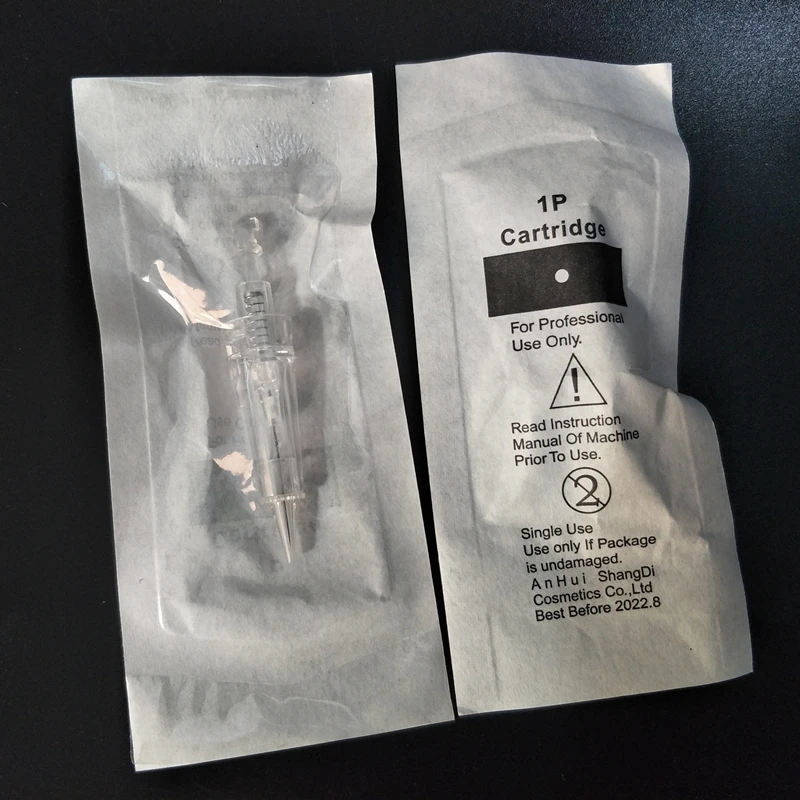 1P
Cartridge
For Professional
Use Only.
!
Read Instruction
Manual Of Machine
Prior To Use.
2
Single Use
Use only If Package
is undamaged.
AnHui ShangDi
Cosmetics Co.,Ltd
Best Before 2022.8